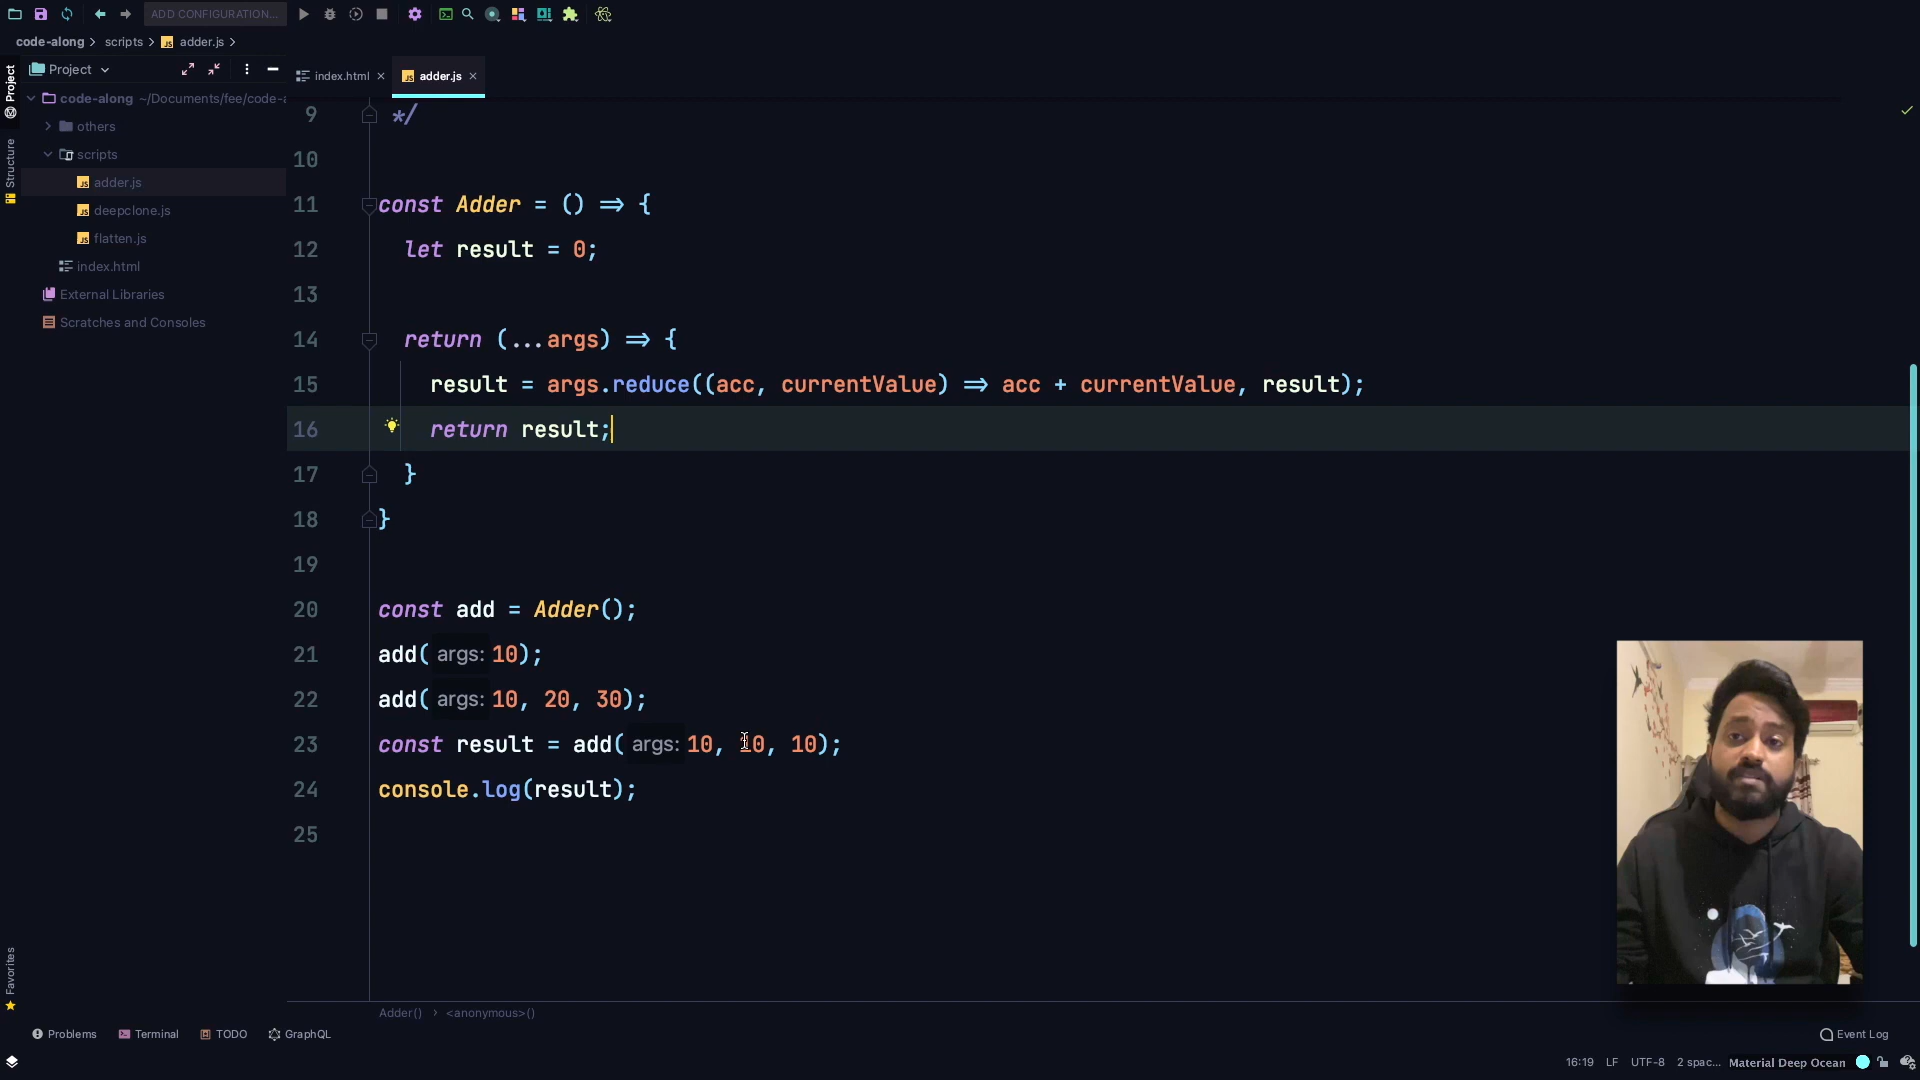 ADD CONFIGURATION...
code-along > scripts > adder.js >
Project
index.html
adder.js
Project
Structure
Favorites
code-along ~/Documents/fee/code-a
others
scripts
adder.js
deepclone.js
flatten.js
index.html
External Libraries
Scratches and Consoles
9 */
10
11 const Adder = () => {
12 let result = 0;
13
14 return (...args) => {
15 result = args.reduce((acc, currentValue) => acc + currentValue, result);
16 return result;
17 }
18 }
19
20 const add = Adder();
21 add( args: 10);
22 add( args: 10, 20, 30);
23 const result = add( args: 10, 10, 10);
24 console.log(result);
25
Adder() > <anonymous>()
Problems Terminal TODO GraphQL Event Log
16:19 LF UTF-8 2 spac... Material Deep Ocean